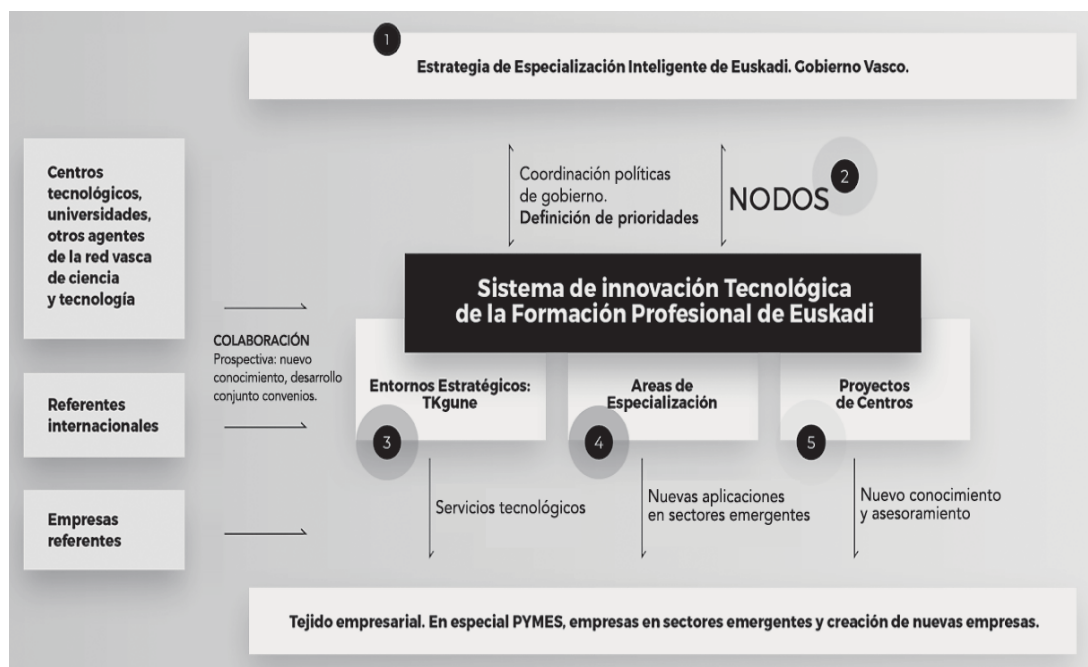 1
Estrategia de Especialización Inteligente de Euskadi. Gobierno Vasco.
Centros
tecnológicos,
universidades,
otros agentes
de la red vasca
de ciencia
y tecnología
Coordinación políticas
de gobierno.
Definición de prioridades
NODOS
2
Sistema de innovación Tecnológica
de la Formación Profesional de Euskadi
COLABORACIÓN
Prospectiva: nuevo
conocimiento, desarrollo
conjunto convenios.
Referentes
internacionales
Empresas
referentes
Entornos Estratégicos:
TKgune
3
Areas de
Especialización
4
Proyectos
de Centros
5
Servicios tecnológicos
Nuevas aplicaciones
en sectores emergentes
Nuevo conocimiento
y asesoramiento
Tejido empresarial. En especial PYMES, empresas en sectores emergentes y creación de nuevas empresas.